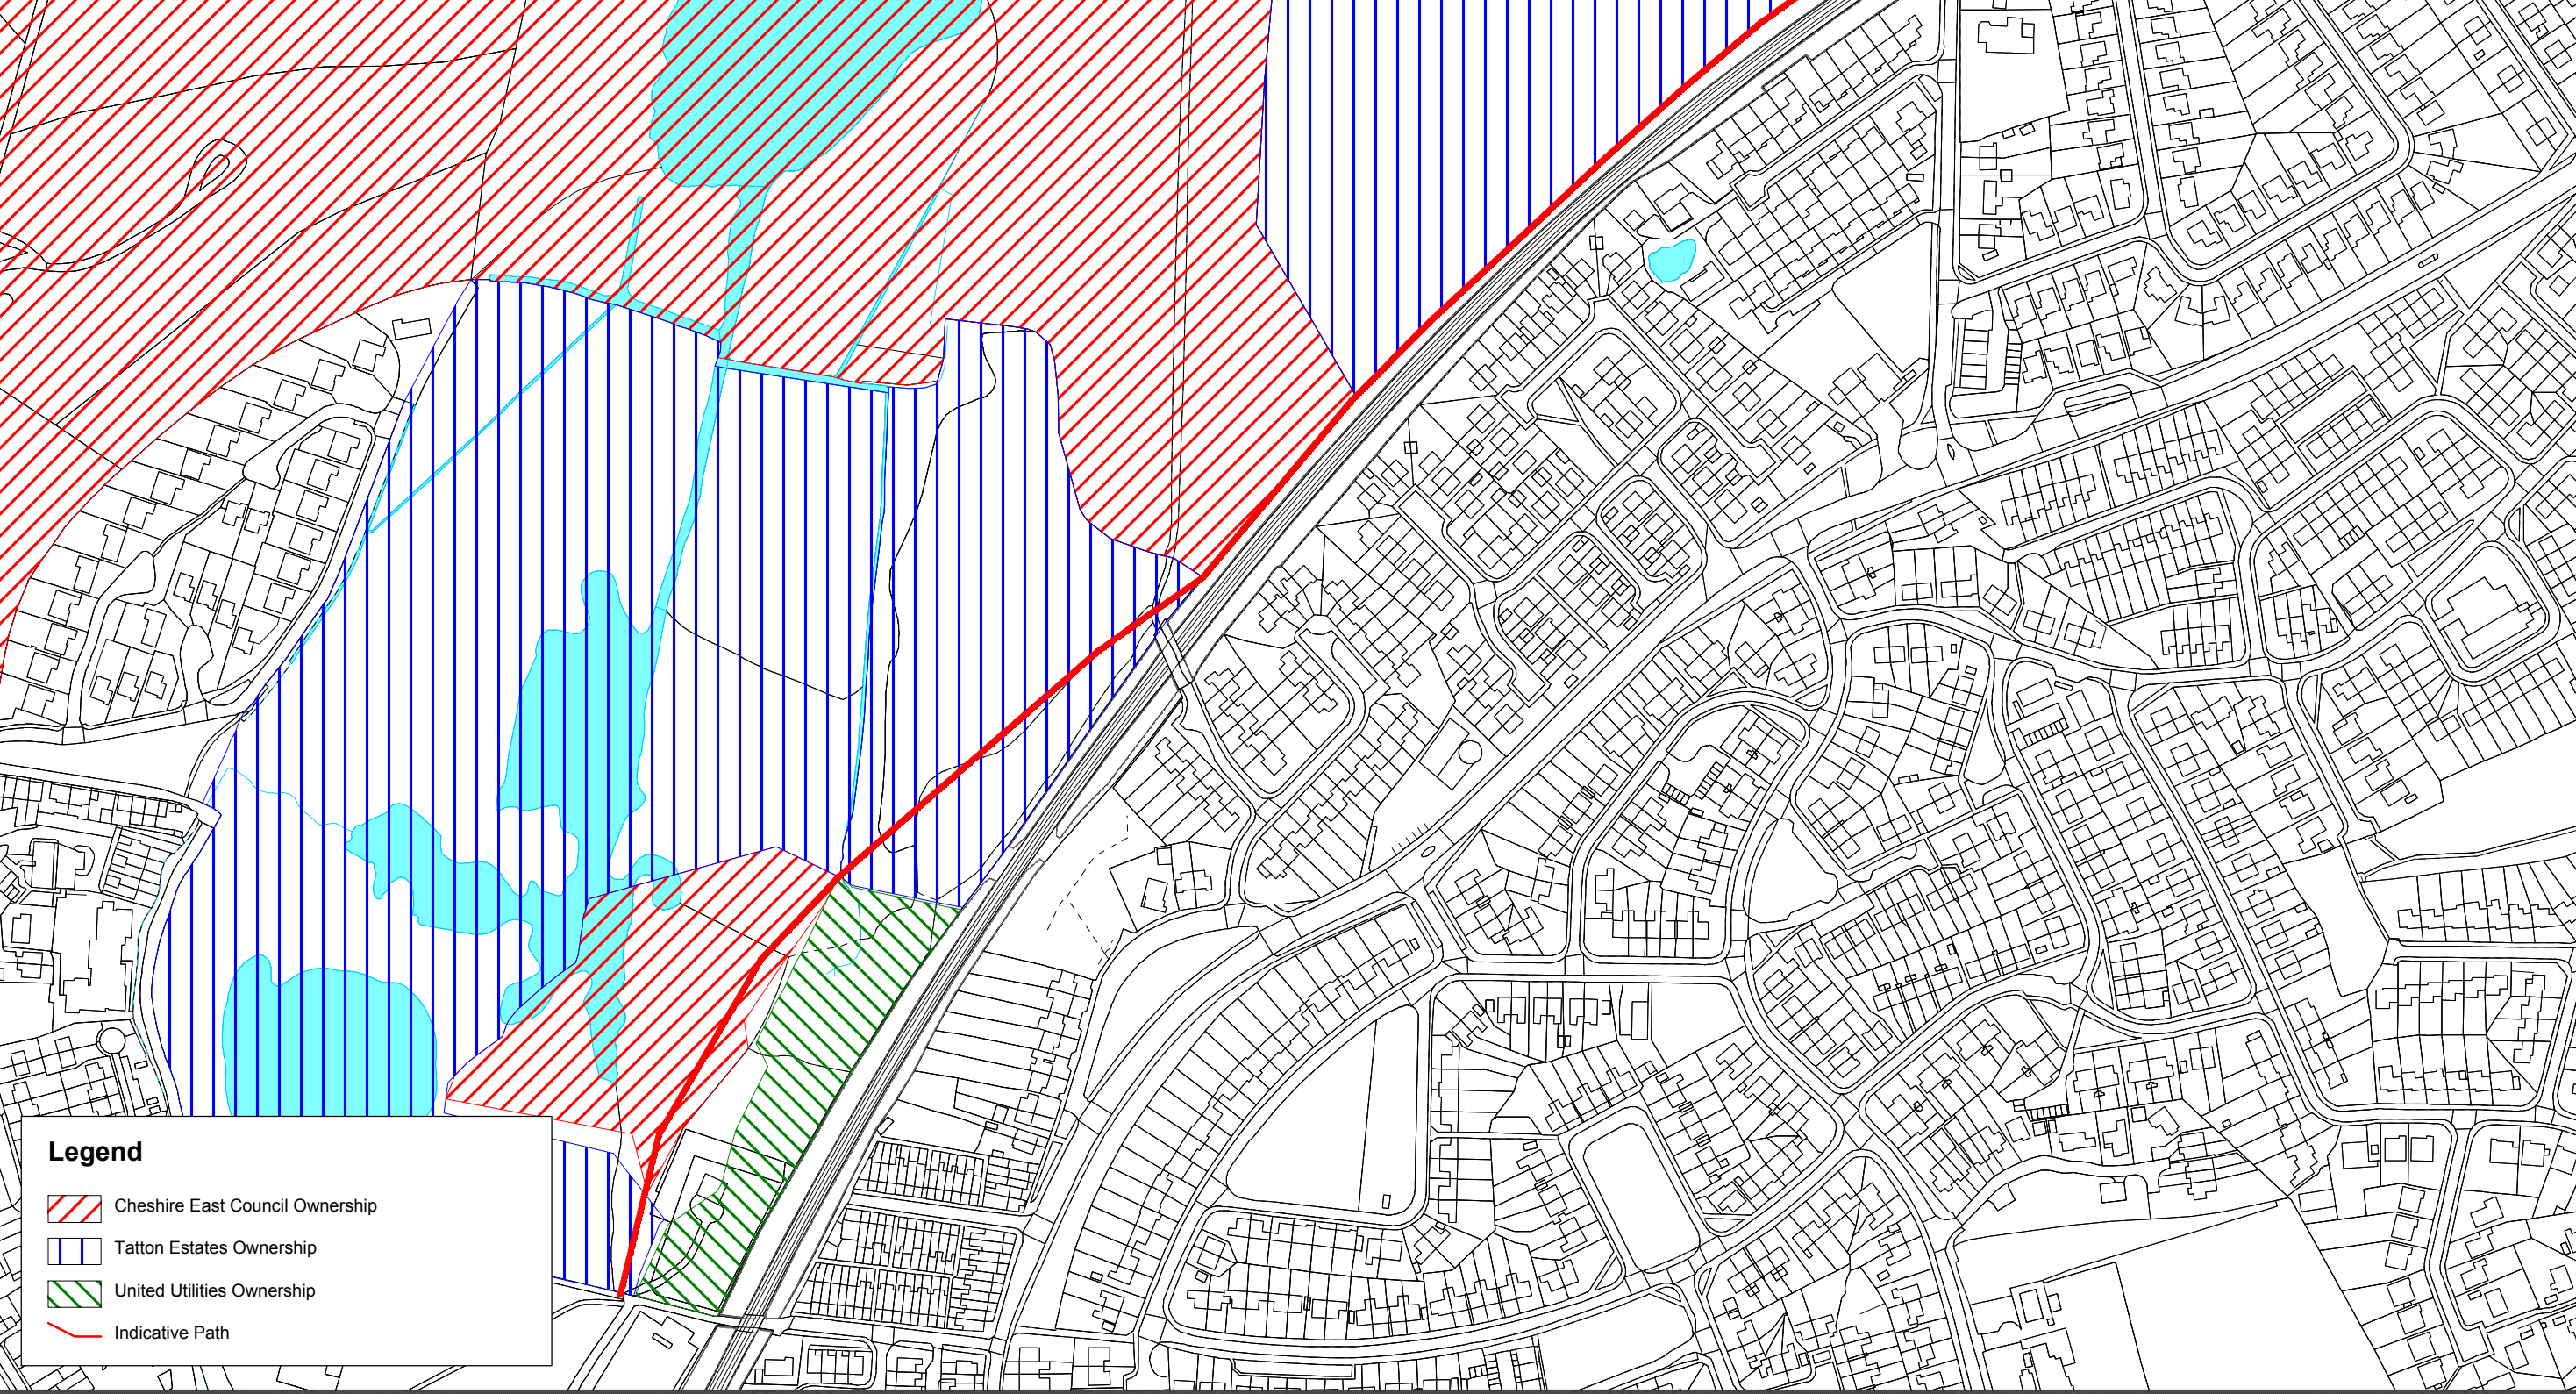 Legend
Cheshire East Council Ownership
Tatton Estates Ownership
United Utilities Ownership
Indicative Path